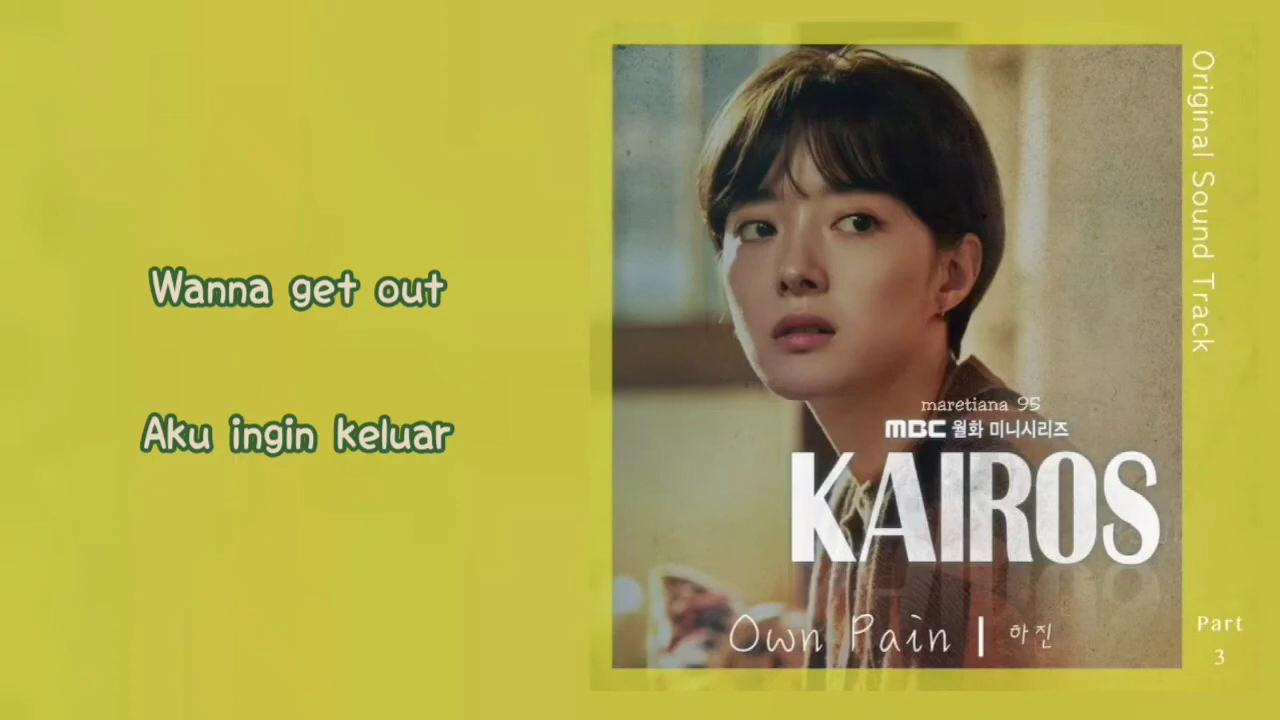 Wanna get out
Aku ingin keluar
Original Sound Track
maretiana 95
MBC 월화 미니시리즈
KAIROS
Own Pain | 하진
Part
3